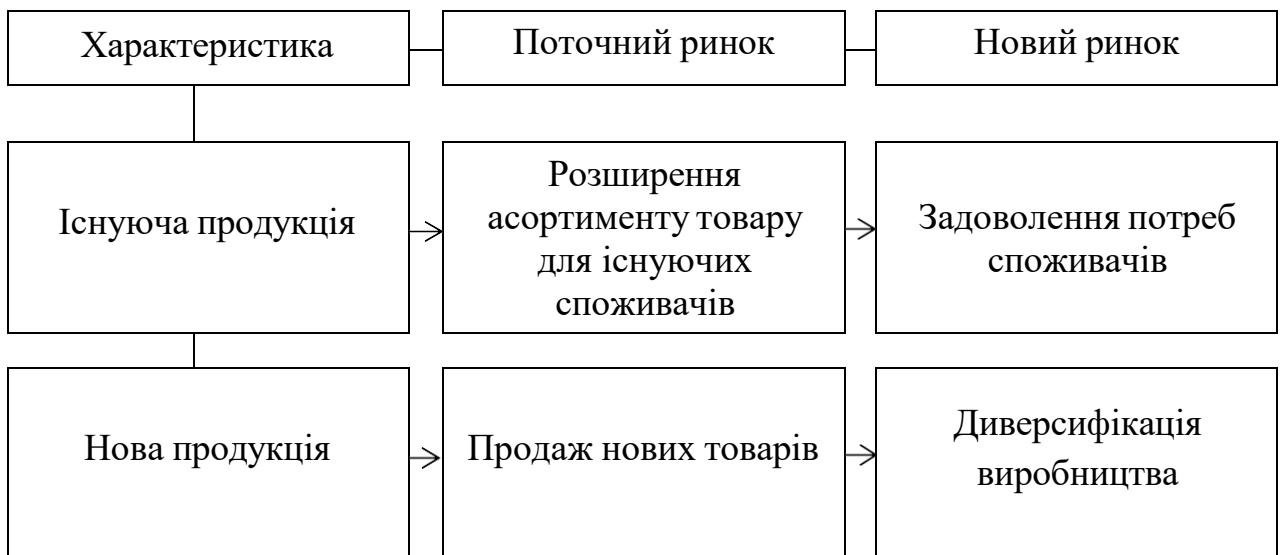 Характеристика
Поточний ринок
Новий ринок
Існуюча продукція
Розширення
асортименту товару
для існуючих
споживачів
Задоволення потреб
споживачів
Нова продукція
Продаж нових товарів
Диверсифікація
виробництва